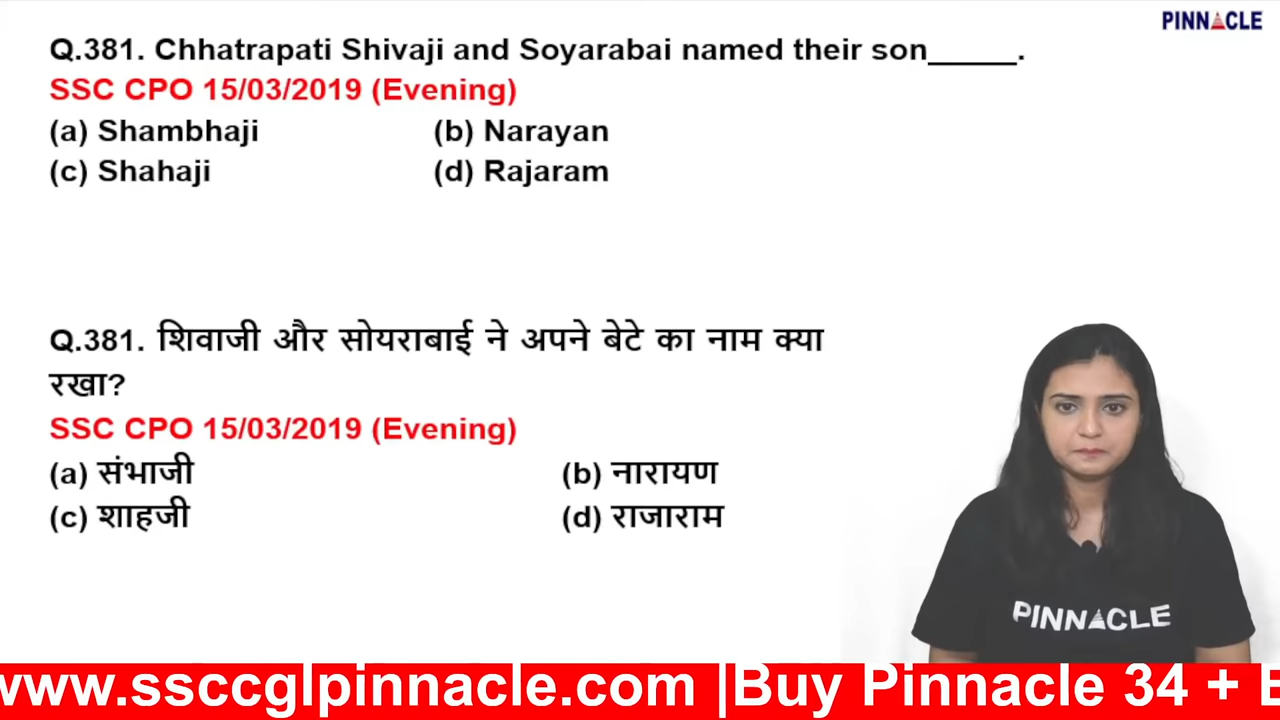 PINNACLE
Q.381. Chhatrapati Shivaji and Soyarabai named their son_____.
SSC CPO 15/03/2019 (Evening)
(a) Shambhaji (b) Narayan
(c) Shahaji (d) Rajaram
Q.381. शिवाजी और सोयराबाई ने अपने बेटे का नाम क्या
रखा?
SSC CPO 15/03/2019 (Evening)
(a) संभाजी (b) नारायण
(c) शाहजी (d) राजाराम
PINNACLE
www.ssccglpinnacle.com |Buy Pinnacle 34 + E